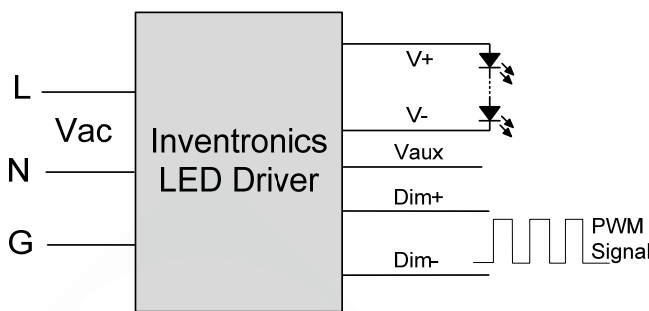 L
Vac
N
G
Inventronics
LED Driver
V+
V-
Vaux
Dim+
Dim-
PWM
Signal